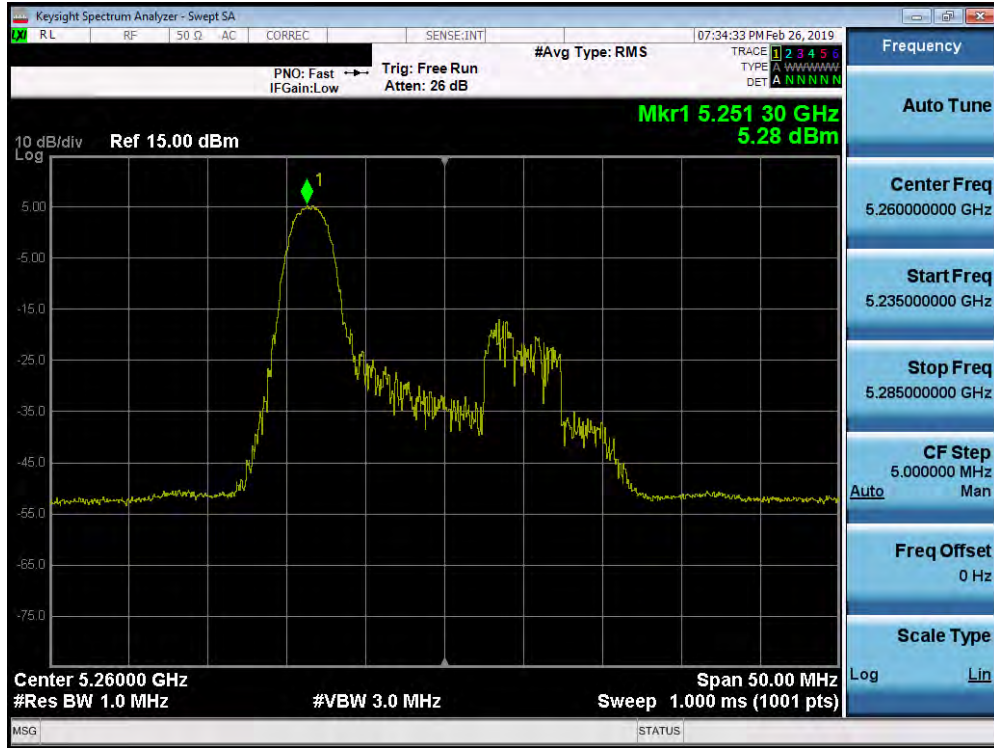 Keysight Spectrum Analyzer - Swept SA
LXI RL RF 50 Ω AC CORREC SENSE:INT 07:34:33 PM Feb 26, 2019
#Avg Type: RMS
TRACE 1 2 3 4 5 6
TYPE A WWWWW
DET A N N N N N
PNO: Fast Trig: Free Run
IFGain:Low Atten: 26 dB
Mkr1 5.251 30 GHz
5.28 dBm
10 dB/div Ref 15.00 dBm
Log
1
5.00
-5.00
-15.0
-25.0
-35.0
-45.0
-55.0
-65.0
-75.0
Center 5.26000 GHz Span 50.00 MHz
#Res BW 1.0 MHz #VBW 3.0 MHz Sweep 1.000 ms (1001 pts)
MSG STATUS
Frequency
Auto Tune
Center Freq
5.260000000 GHz
Start Freq
5.235000000 GHz
Stop Freq
5.285000000 GHz
CF Step
5.000000 MHz
Auto Man
Freq Offset
0 Hz
Scale Type
Log Lin